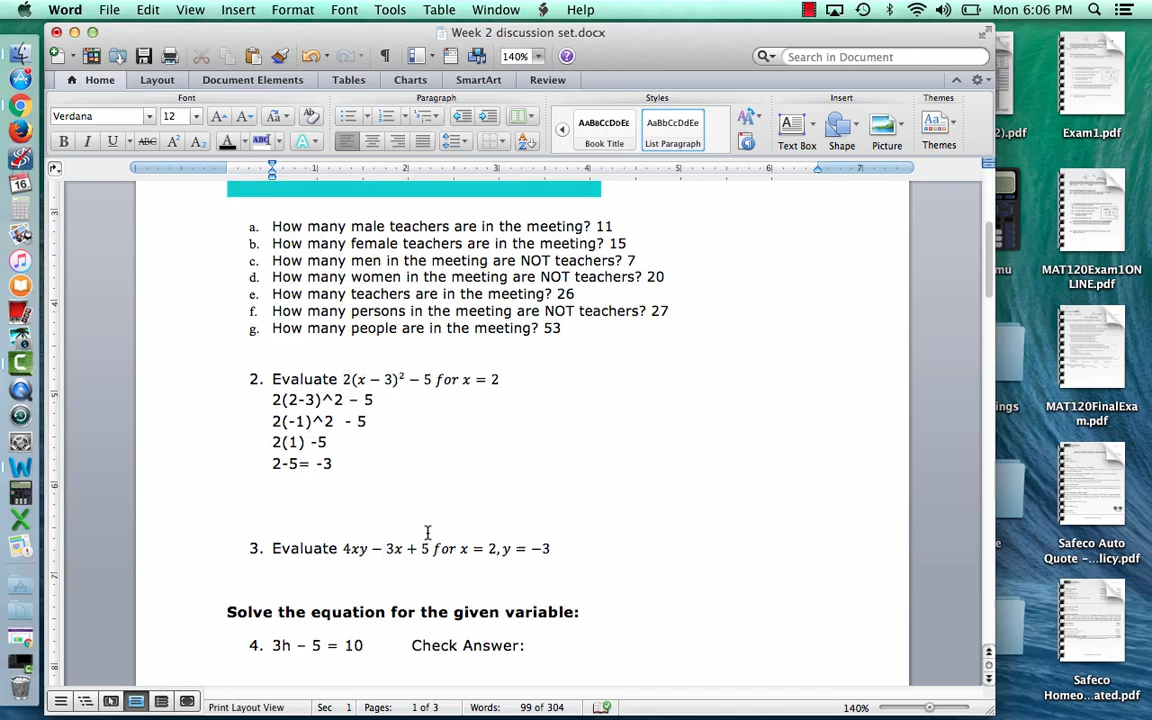 Word File Edit View Insert Format Font Tools Table Window Help Mon 6:06 PM
Week 2 discussion set.docx
140% Search in Document
Home Layout Document Elements Tables Charts SmartArt Review
Font Paragraph Styles Insert Themes
Verdana 12 AaBbCcDdEe AaBbCcDdEe
Book Title List Paragraph Text Box Shape Picture Themes
a. How many male teachers are in the meeting? 11
b. How many female teachers are in the meeting? 15
c. How many men in the meeting are NOT teachers? 7
d. How many women in the meeting are NOT teachers? 20
e. How many teachers are in the meeting? 26
f. How many persons in the meeting are NOT teachers? 27
g. How many people are in the meeting? 53
2. Evaluate 2(x − 3)² − 5 for x = 2
2(2-3)^2 – 5
2(-1)^2 - 5
2(1) -5
2-5= -3
3. Evaluate 4xy − 3x + 5 for x = 2, y = −3
Solve the equation for the given variable:
4. 3h – 5 = 10 Check Answer:
Print Layout View Sec 1 Pages: 1 of 3 Words: 99 of 304 140%
2).pdf
Exam1.pdf
mu
MAT120Exam1ON
LINE.pdf
ings
MAT120FinalExa
m.pdf
se
Safeco Auto
Quote -...licy.pdf
Safeco
Homeo...ated.pdf